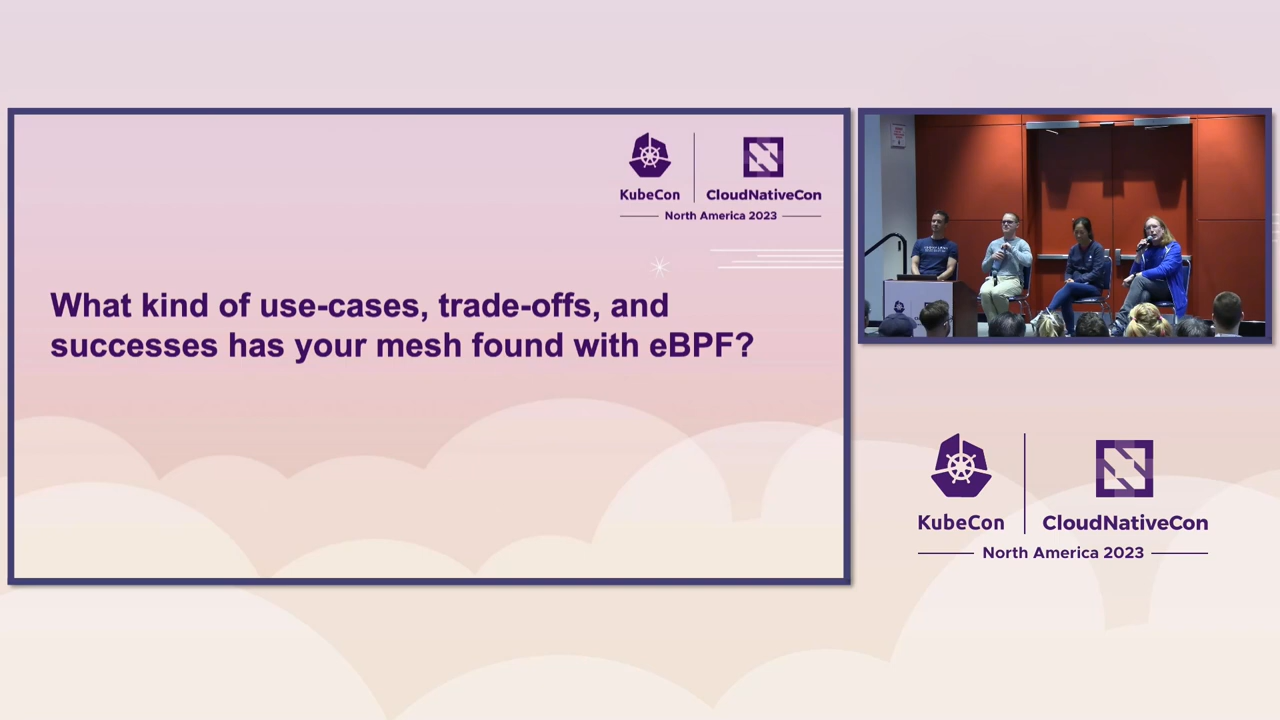 KubeCon
CloudNativeCon
North America 2023
What kind of use-cases, trade-offs, and
successes has your mesh found with eBPF?
KubeCon
CloudNativeCon
North America 2023